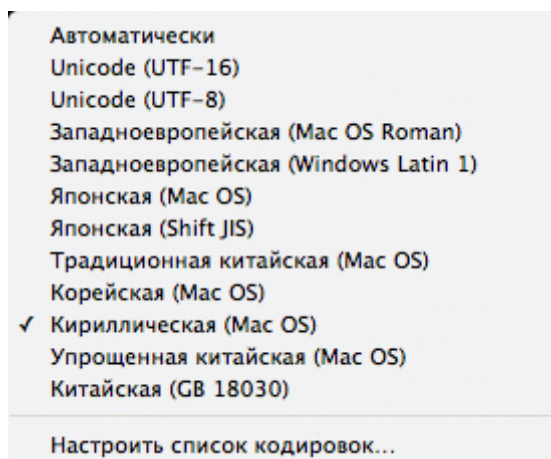 Автоматически
Unicode (UTF-16)
Unicode (UTF-8)
Западноевропейская (Mac OS Roman)
Западноевропейская (Windows Latin 1)
Японская (Mac OS)
Японская (Shift JIS)
Традиционная китайская (Mac OS)
Корейская (Mac OS)
✓ Кириллическая (Mac OS)
Упрощенная китайская (Mac OS)
Китайская (GB 18030)
Настроить список кодировок...